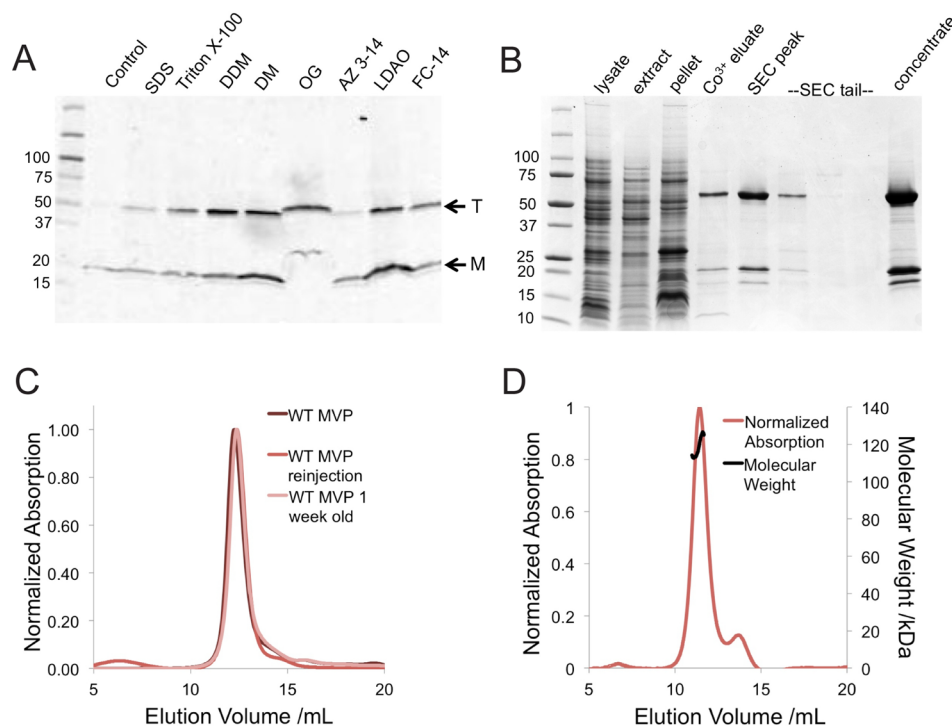 A
Control
SDS
Triton X-100
DDM
DM
OG
AZ 3-14
LDAO
FC-14
100
75
50
37
20
15
T
M
B
lysate
extract
pellet
Co³⁺ eluate
SEC peak
--SEC tail--
concentrate
100
75
50
37
25
20
15
10
C
Normalized Absorption
1.00
0.80
0.60
0.40
0.20
0.00
5
10
15
20
Elution Volume /mL
WT MVP
WT MVP
reinjection
WT MVP 1
week old
D
Normalized Absorption
1
0.8
0.6
0.4
0.2
0
5
10
15
20
Elution Volume /mL
Normalized
Absorption
Molecular
Weight
140
120
100
80
60
40
20
0
Molecular Weight /kDa